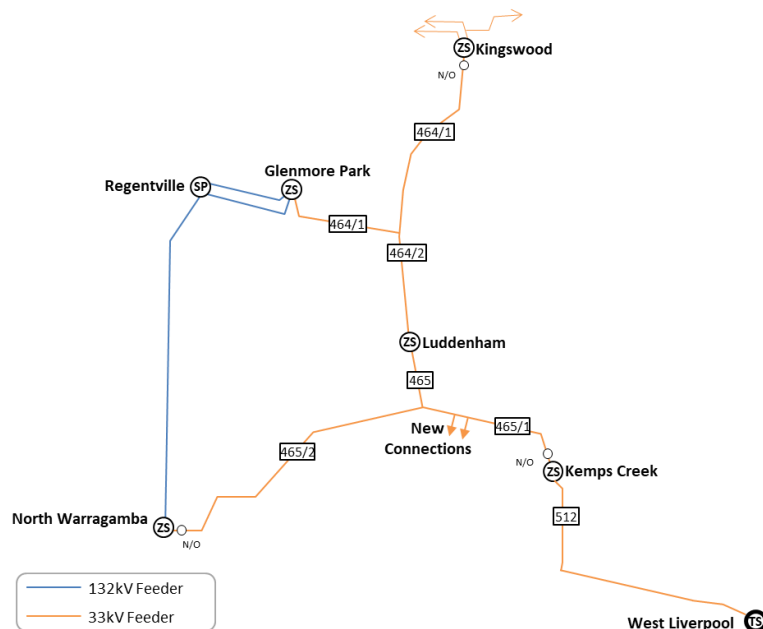 ZS Kingswood
N/O
464/1
Glenmore Park
Regentville SP
ZS
464/1
464/2
ZS Luddenham
465
New
Connections
465/1
465/2
N/O
ZS Kemps Creek
North Warragamba ZS
N/O
512
132kV Feeder
33kV Feeder
West Liverpool TS